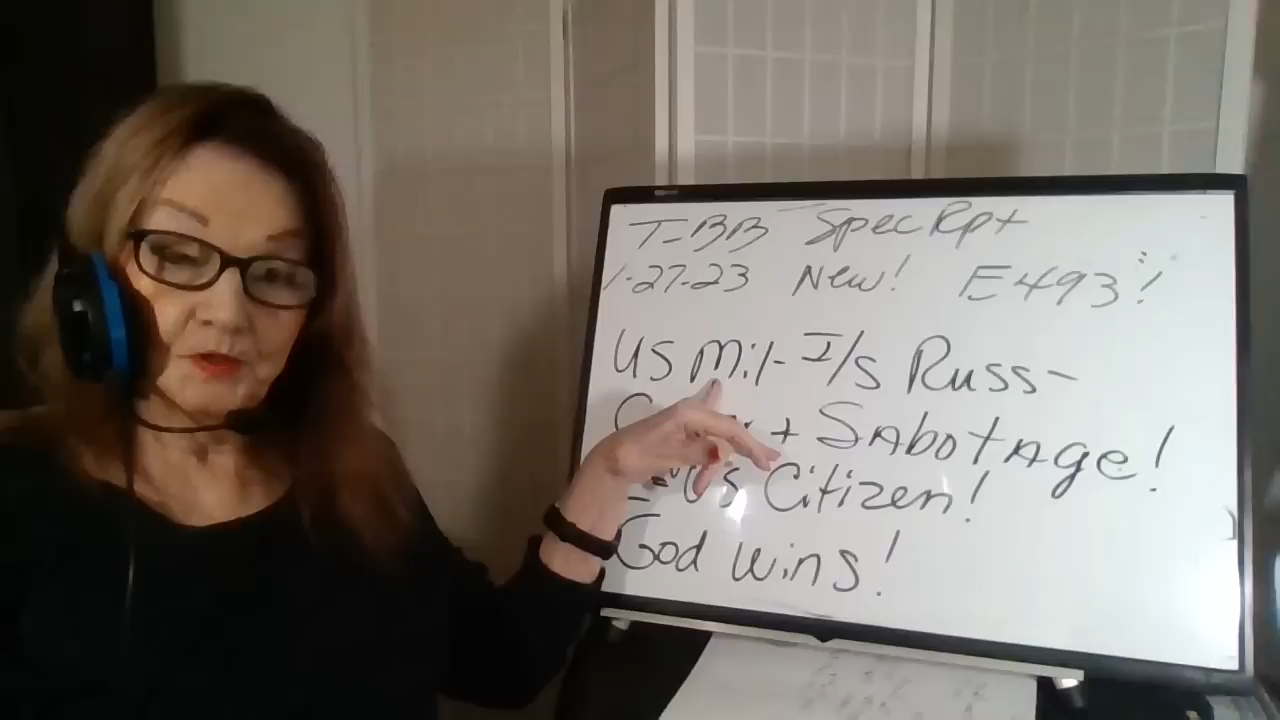 T-BB SpecRpt
1-27-23 New! E493!
US Mil- I/s Russ-
+ SAbotAge!
US Citizen!
God Wins!